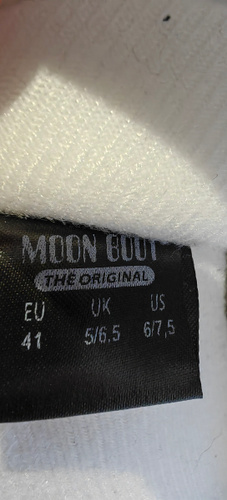 MOON BOOT
THE ORIGINAL
EU UK US
41 5/6.5 6/7,5